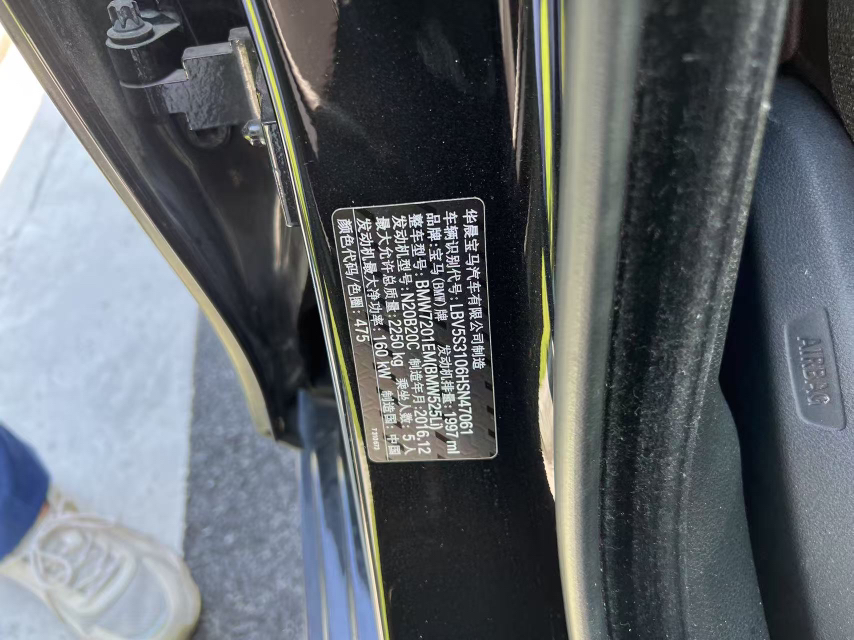 华晨宝马汽车有限公司制造
车辆识别代号: LBV5S3106HSN47061
品牌: 宝马(BMW)牌 发动机排量: 1997 ml
整车型号: BMW7201EM(BMW525Li)
发动机型号: N20B20C 制造年月: 2016.12
最大允许总质量: 2250 kg 乘坐人数: 5人
发动机最大净功率: 160 kW 制造国: 中国
颜色代码/色圈: 475
AIRBAG